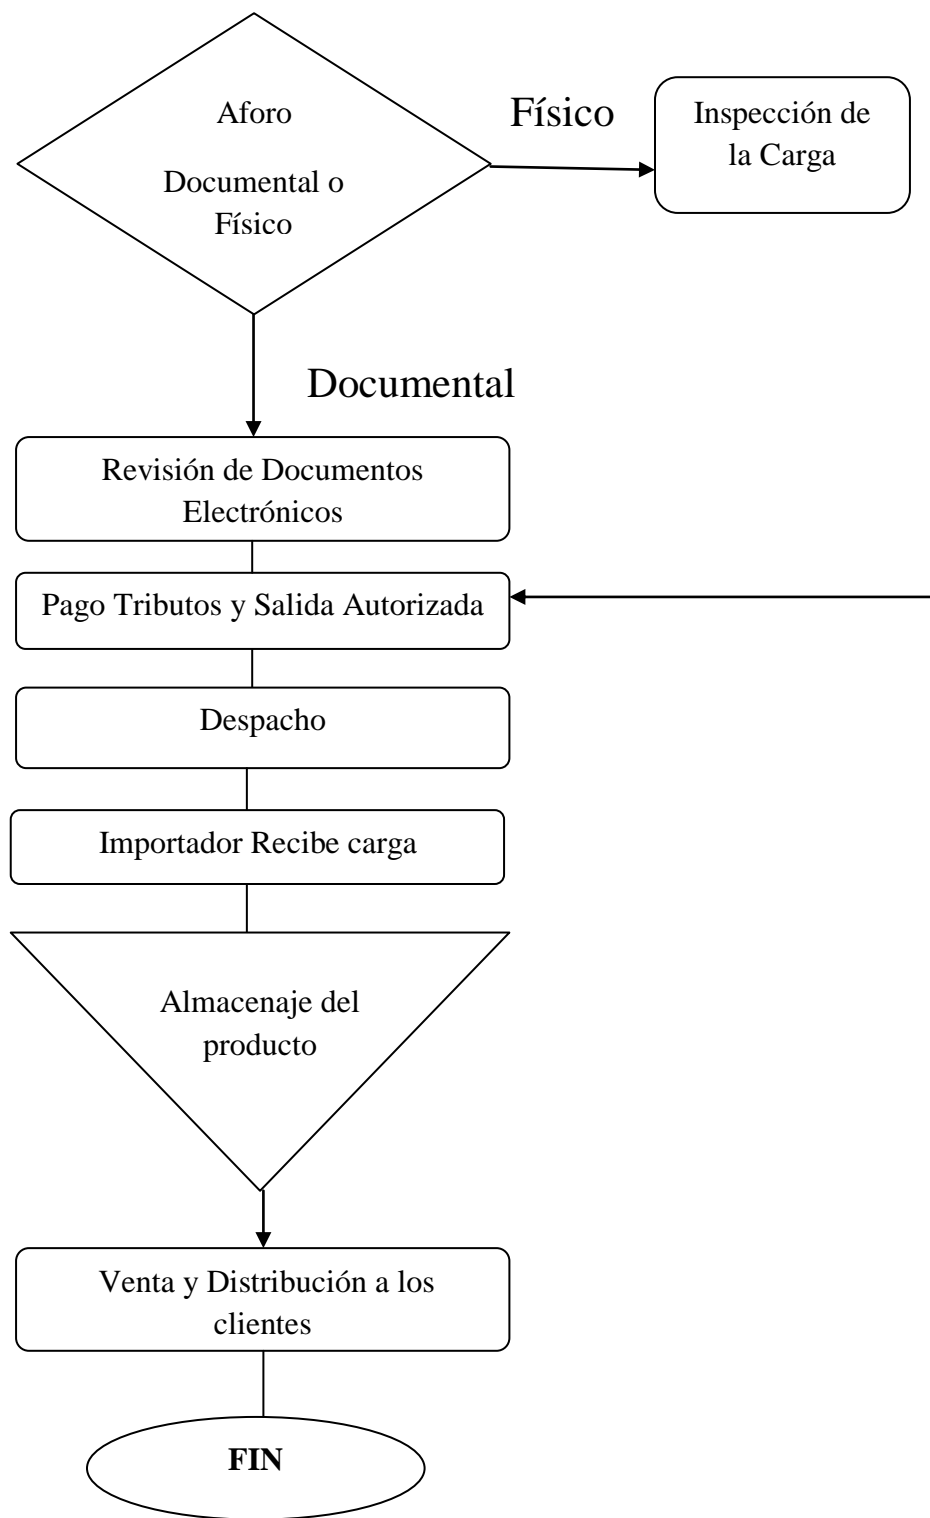 Aforo
Documental o
Físico
Físico
Inspección de
la Carga
Documental
Revisión de Documentos
Electrónicos
Pago Tributos y Salida Autorizada
Despacho
Importador Recibe carga
Almacenaje del
producto
Venta y Distribución a los
clientes
FIN